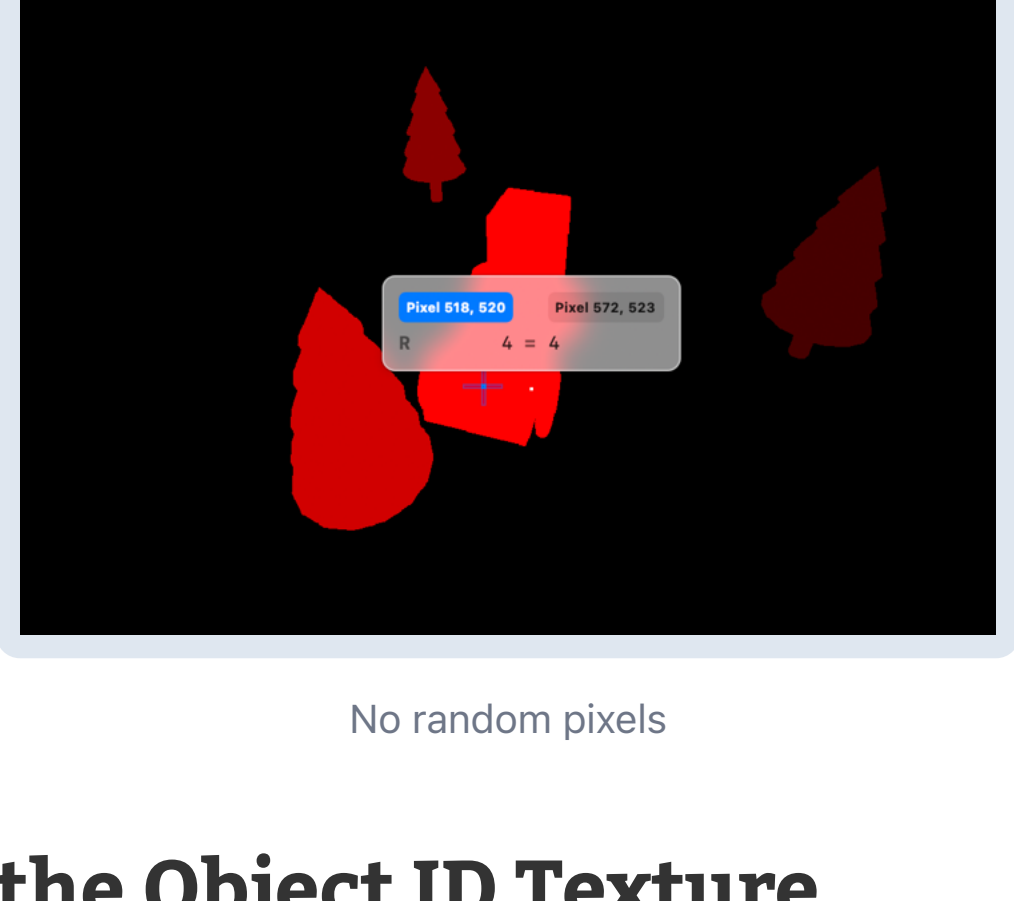 Pixel 518, 520 Pixel 572, 523
R 4 = 4
No random pixels
the Object ID Texture